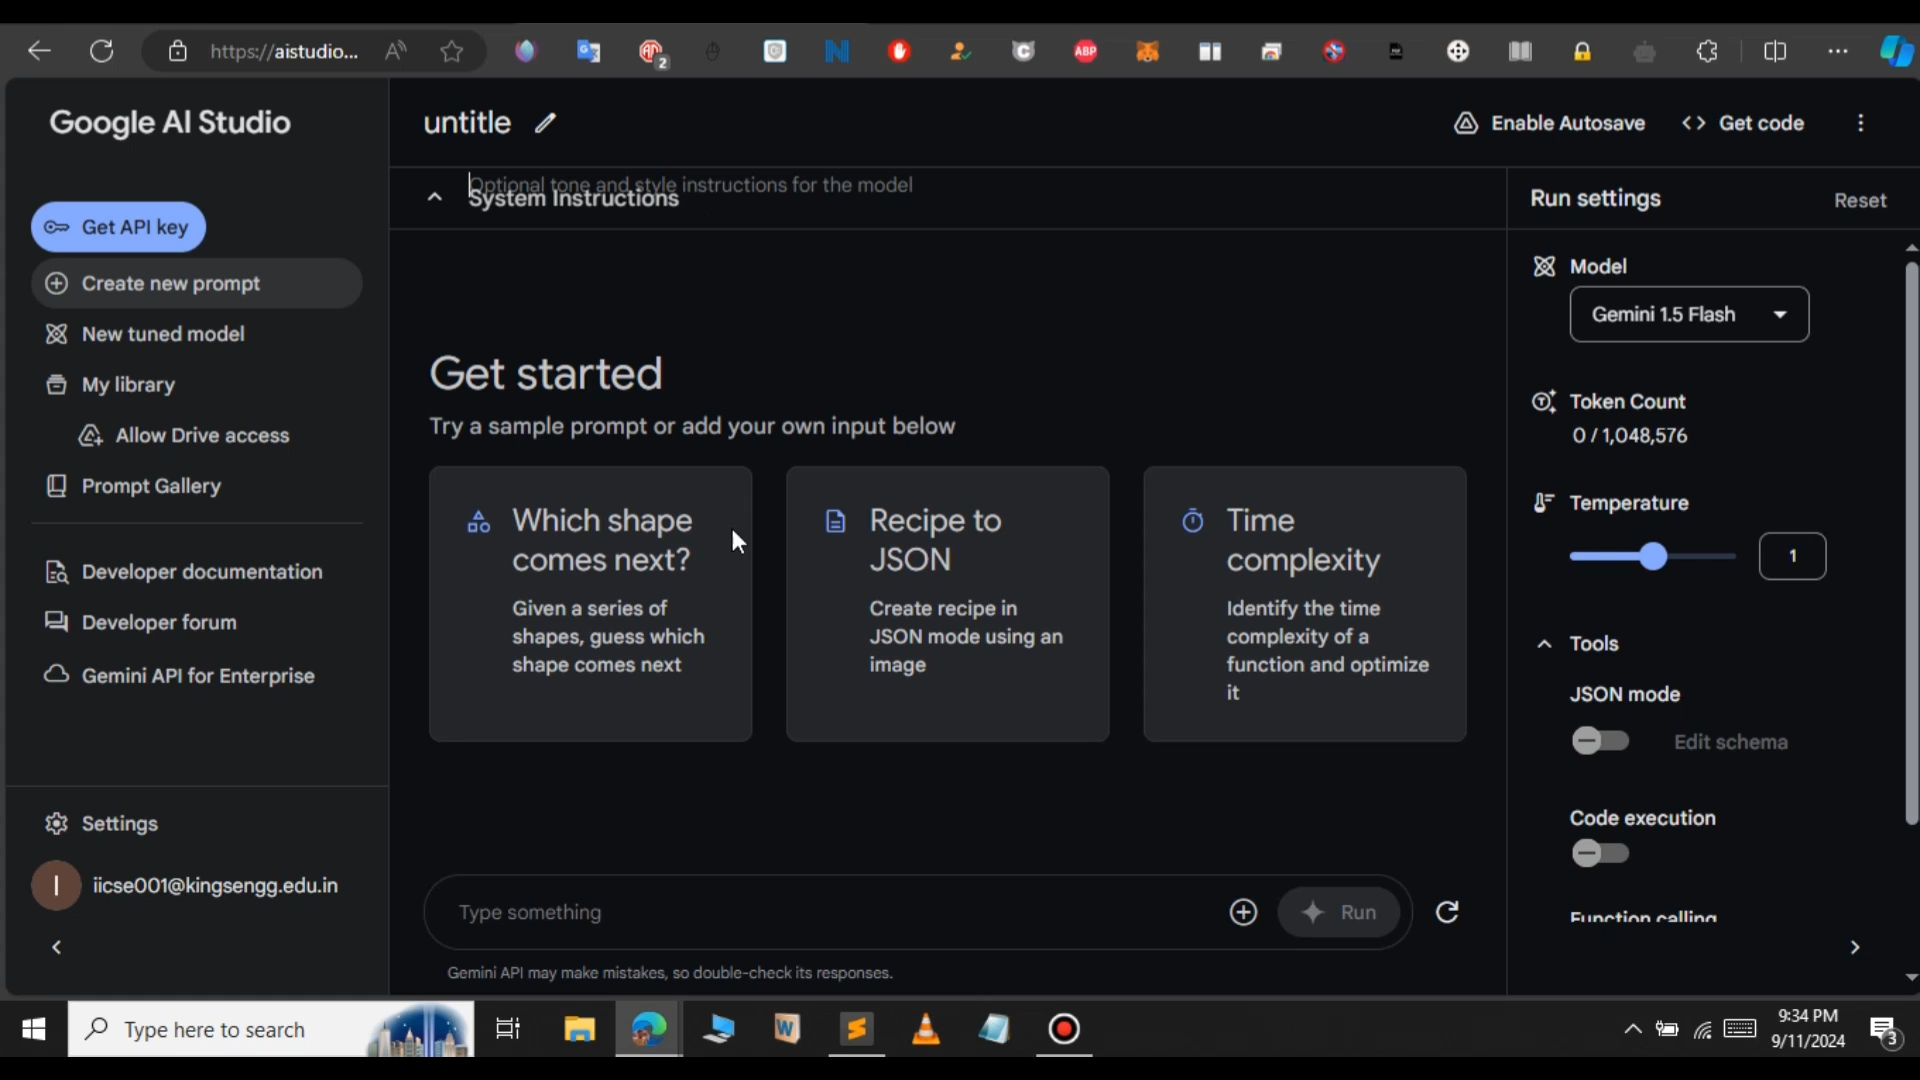 https://aistudio...
2
ABP
Google AI Studio
untitle
Enable Autosave
Get code
Optional tone and style instructions for the model
System Instructions
Run settings
Reset
Get API key
Create new prompt
New tuned model
My library
Allow Drive access
Prompt Gallery
Developer documentation
Developer forum
Gemini API for Enterprise
Settings
I
iicse001@kingsengg.edu.in
Get started
Try a sample prompt or add your own input below
Which shape
comes next?
Given a series of
shapes, guess which
shape comes next
Recipe to
JSON
Create recipe in
JSON mode using an
image
Time
complexity
Identify the time
complexity of a
function and optimize
it
Type something
Run
Gemini API may make mistakes, so double-check its responses.
Model
Gemini 1.5 Flash
Token Count
0 / 1,048,576
Temperature
1
Tools
JSON mode
Edit schema
Code execution
Function calling
Type here to search
9:34 PM
9/11/2024
3